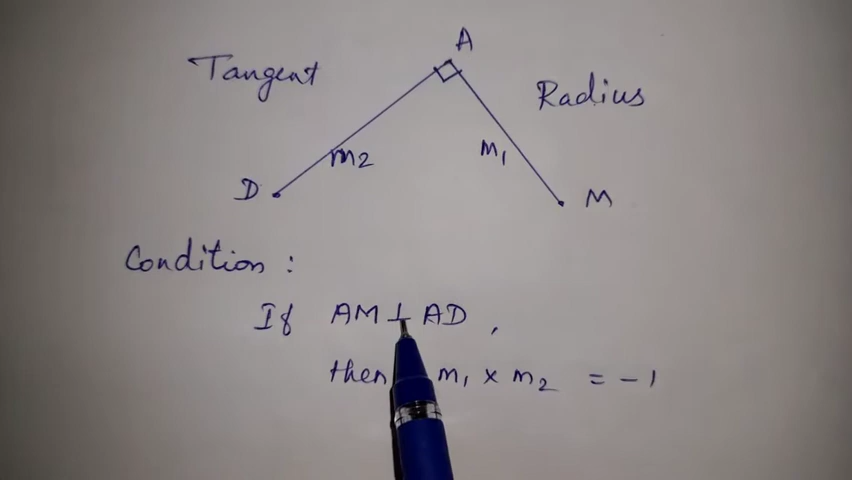 A
Tangent
Radius
m2
m1
D
M
Condition :
If AM ⊥ AD ,
then m1 × m2 = -1